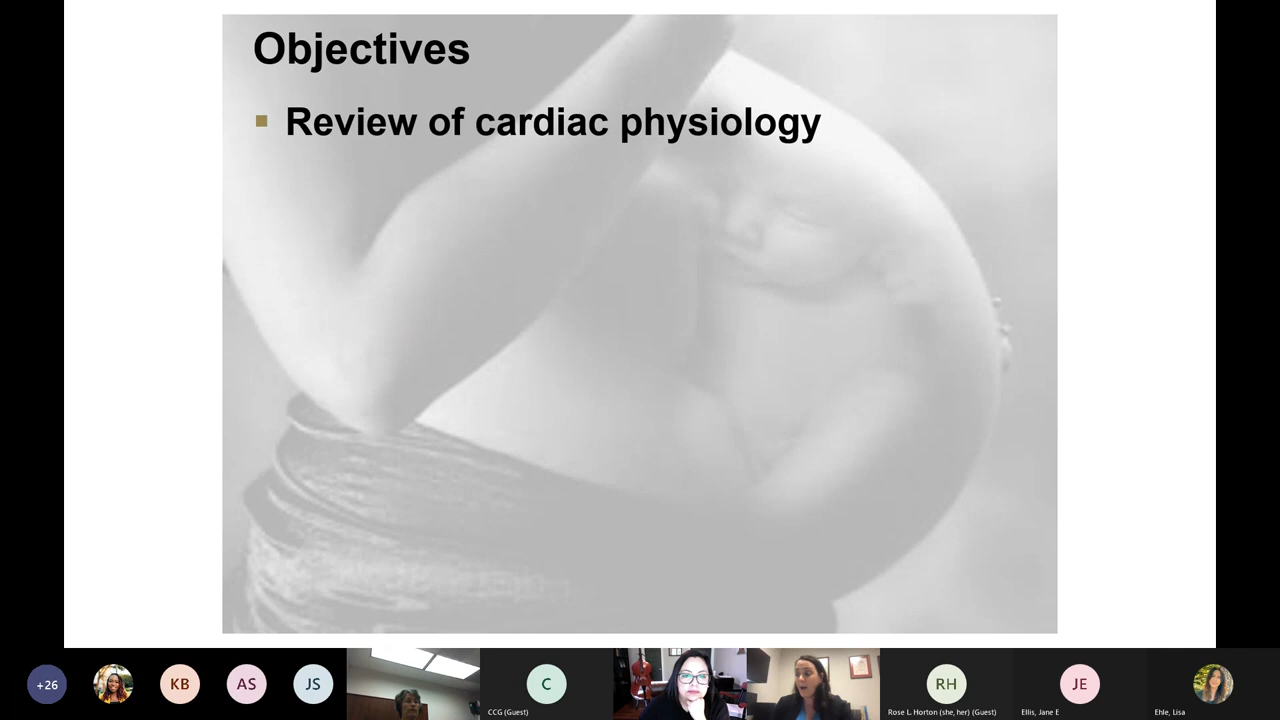 Objectives
Review of cardiac physiology
+26
KB
AS
JS
C
CCG (Guest)
RH
Rose L. Horton (she, her) (Guest)
JE
Ellis, Jane E
Ehle, Lisa